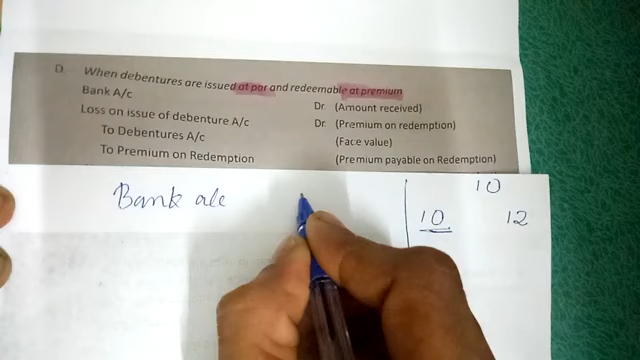 D. When debentures are issued at par and redeemable at premium
Bank A/c Dr. (Amount received)
Loss on issue of debenture A/c Dr. (Premium on redemption)
To Debentures A/c (Face value)
To Premium on Redemption (Premium payable on Redemption)
10
Bank alc 10 12